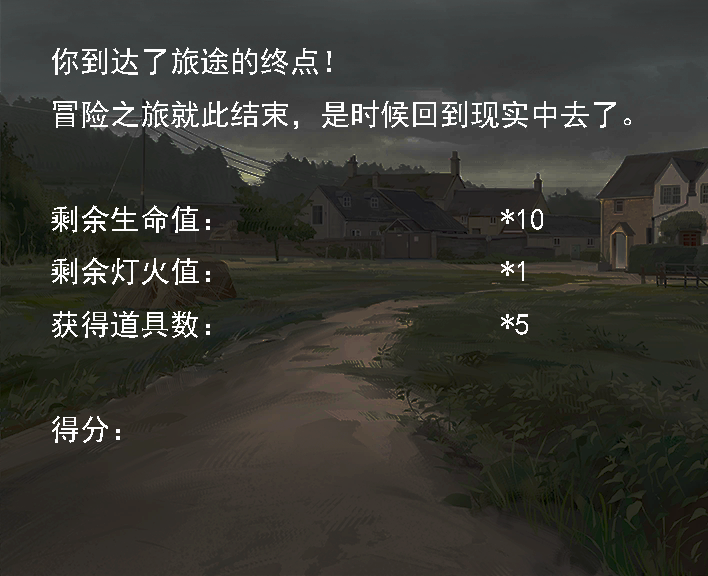 你到达了旅途的终点！
冒险之旅就此结束，是时候回到现实中去了。
剩余生命值： *10
剩余灯火值： *1
获得道具数： *5
得分：